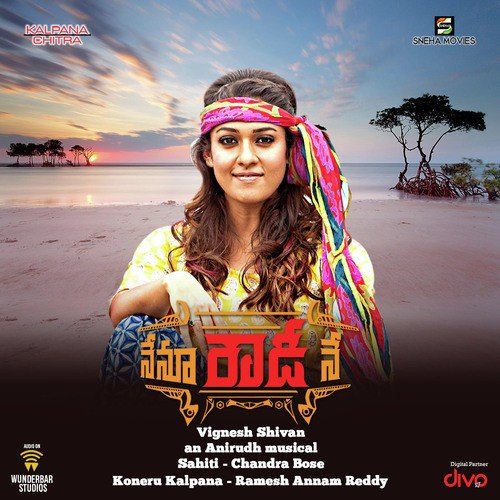 KALPANA
CHITRA
SNEHA
SNEHA MOVIES
నేనూ రౌడీ నే
Vignesh Shivan
an Anirudh musical
Sahiti - Chandra Bose
Koneru Kalpana - Ramesh Annam Reddy
AUDIO ON
WUNDERBAR
STUDIOS
Digital Partner
divo